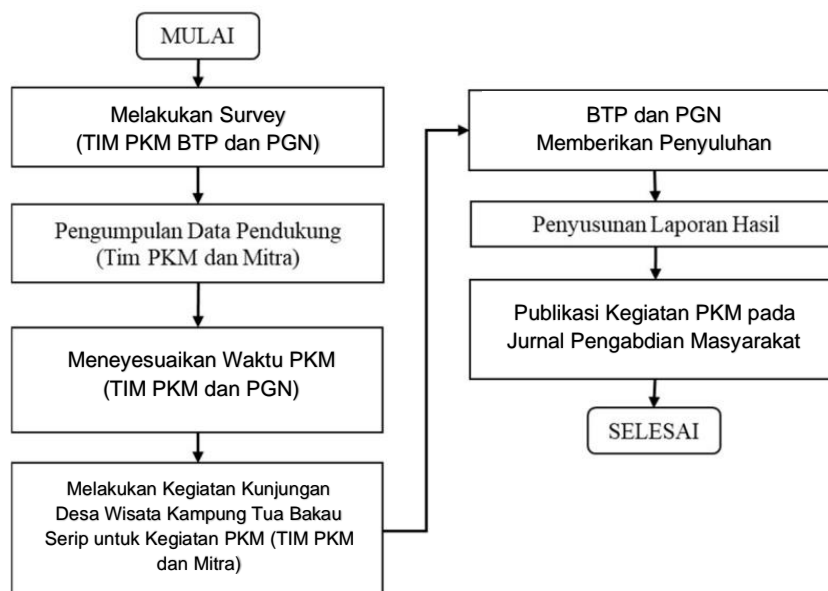 MULAI
Melakukan Survey
(TIM PKM BTP dan PGN)
Pengumpulan Data Pendukung
(Tim PKM dan Mitra)
Meneyesuaikan Waktu PKM
(TIM PKM dan PGN)
Melakukan Kegiatan Kunjungan
Desa Wisata Kampung Tua Bakau
Serip untuk Kegiatan PKM (TIM PKM
dan Mitra)
BTP dan PGN
Memberikan Penyuluhan
Penyusunan Laporan Hasil
Publikasi Kegiatan PKM pada
Jurnal Pengabdian Masyarakat
SELESAI